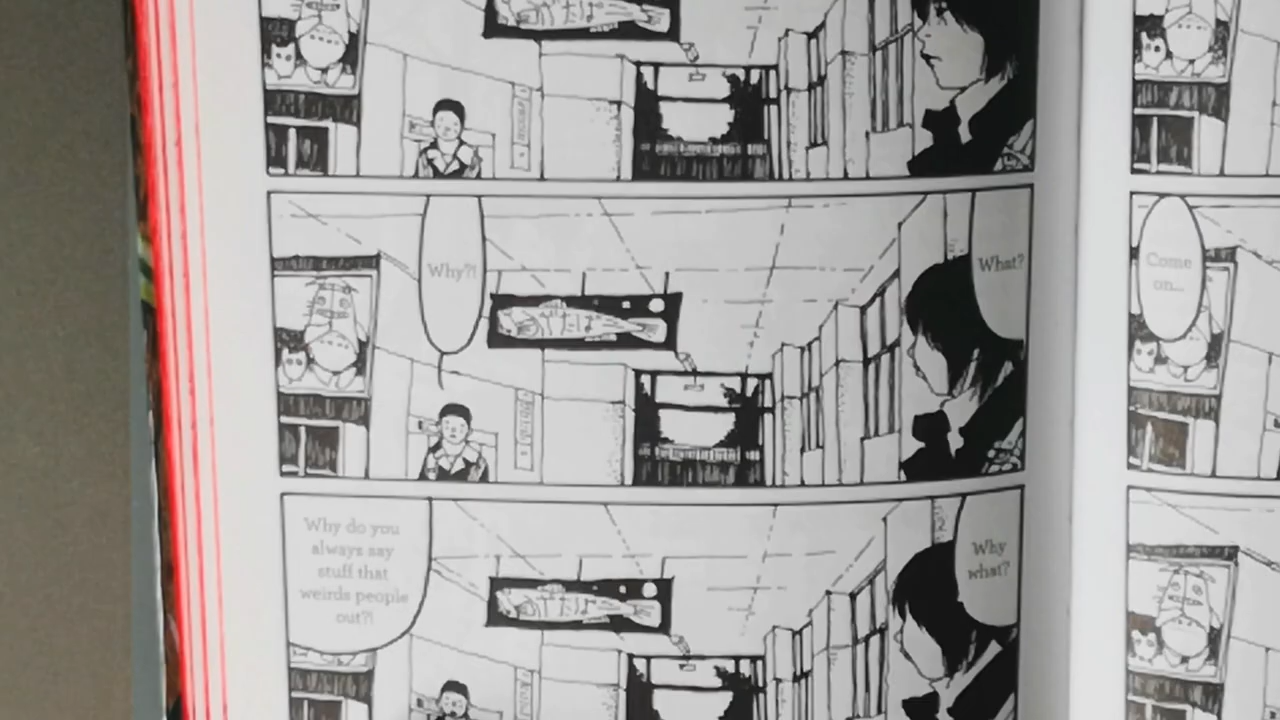 Why?!
What?
Why do you
always say
stuff that
weirds people
out?!
Why
what?
Come
on...